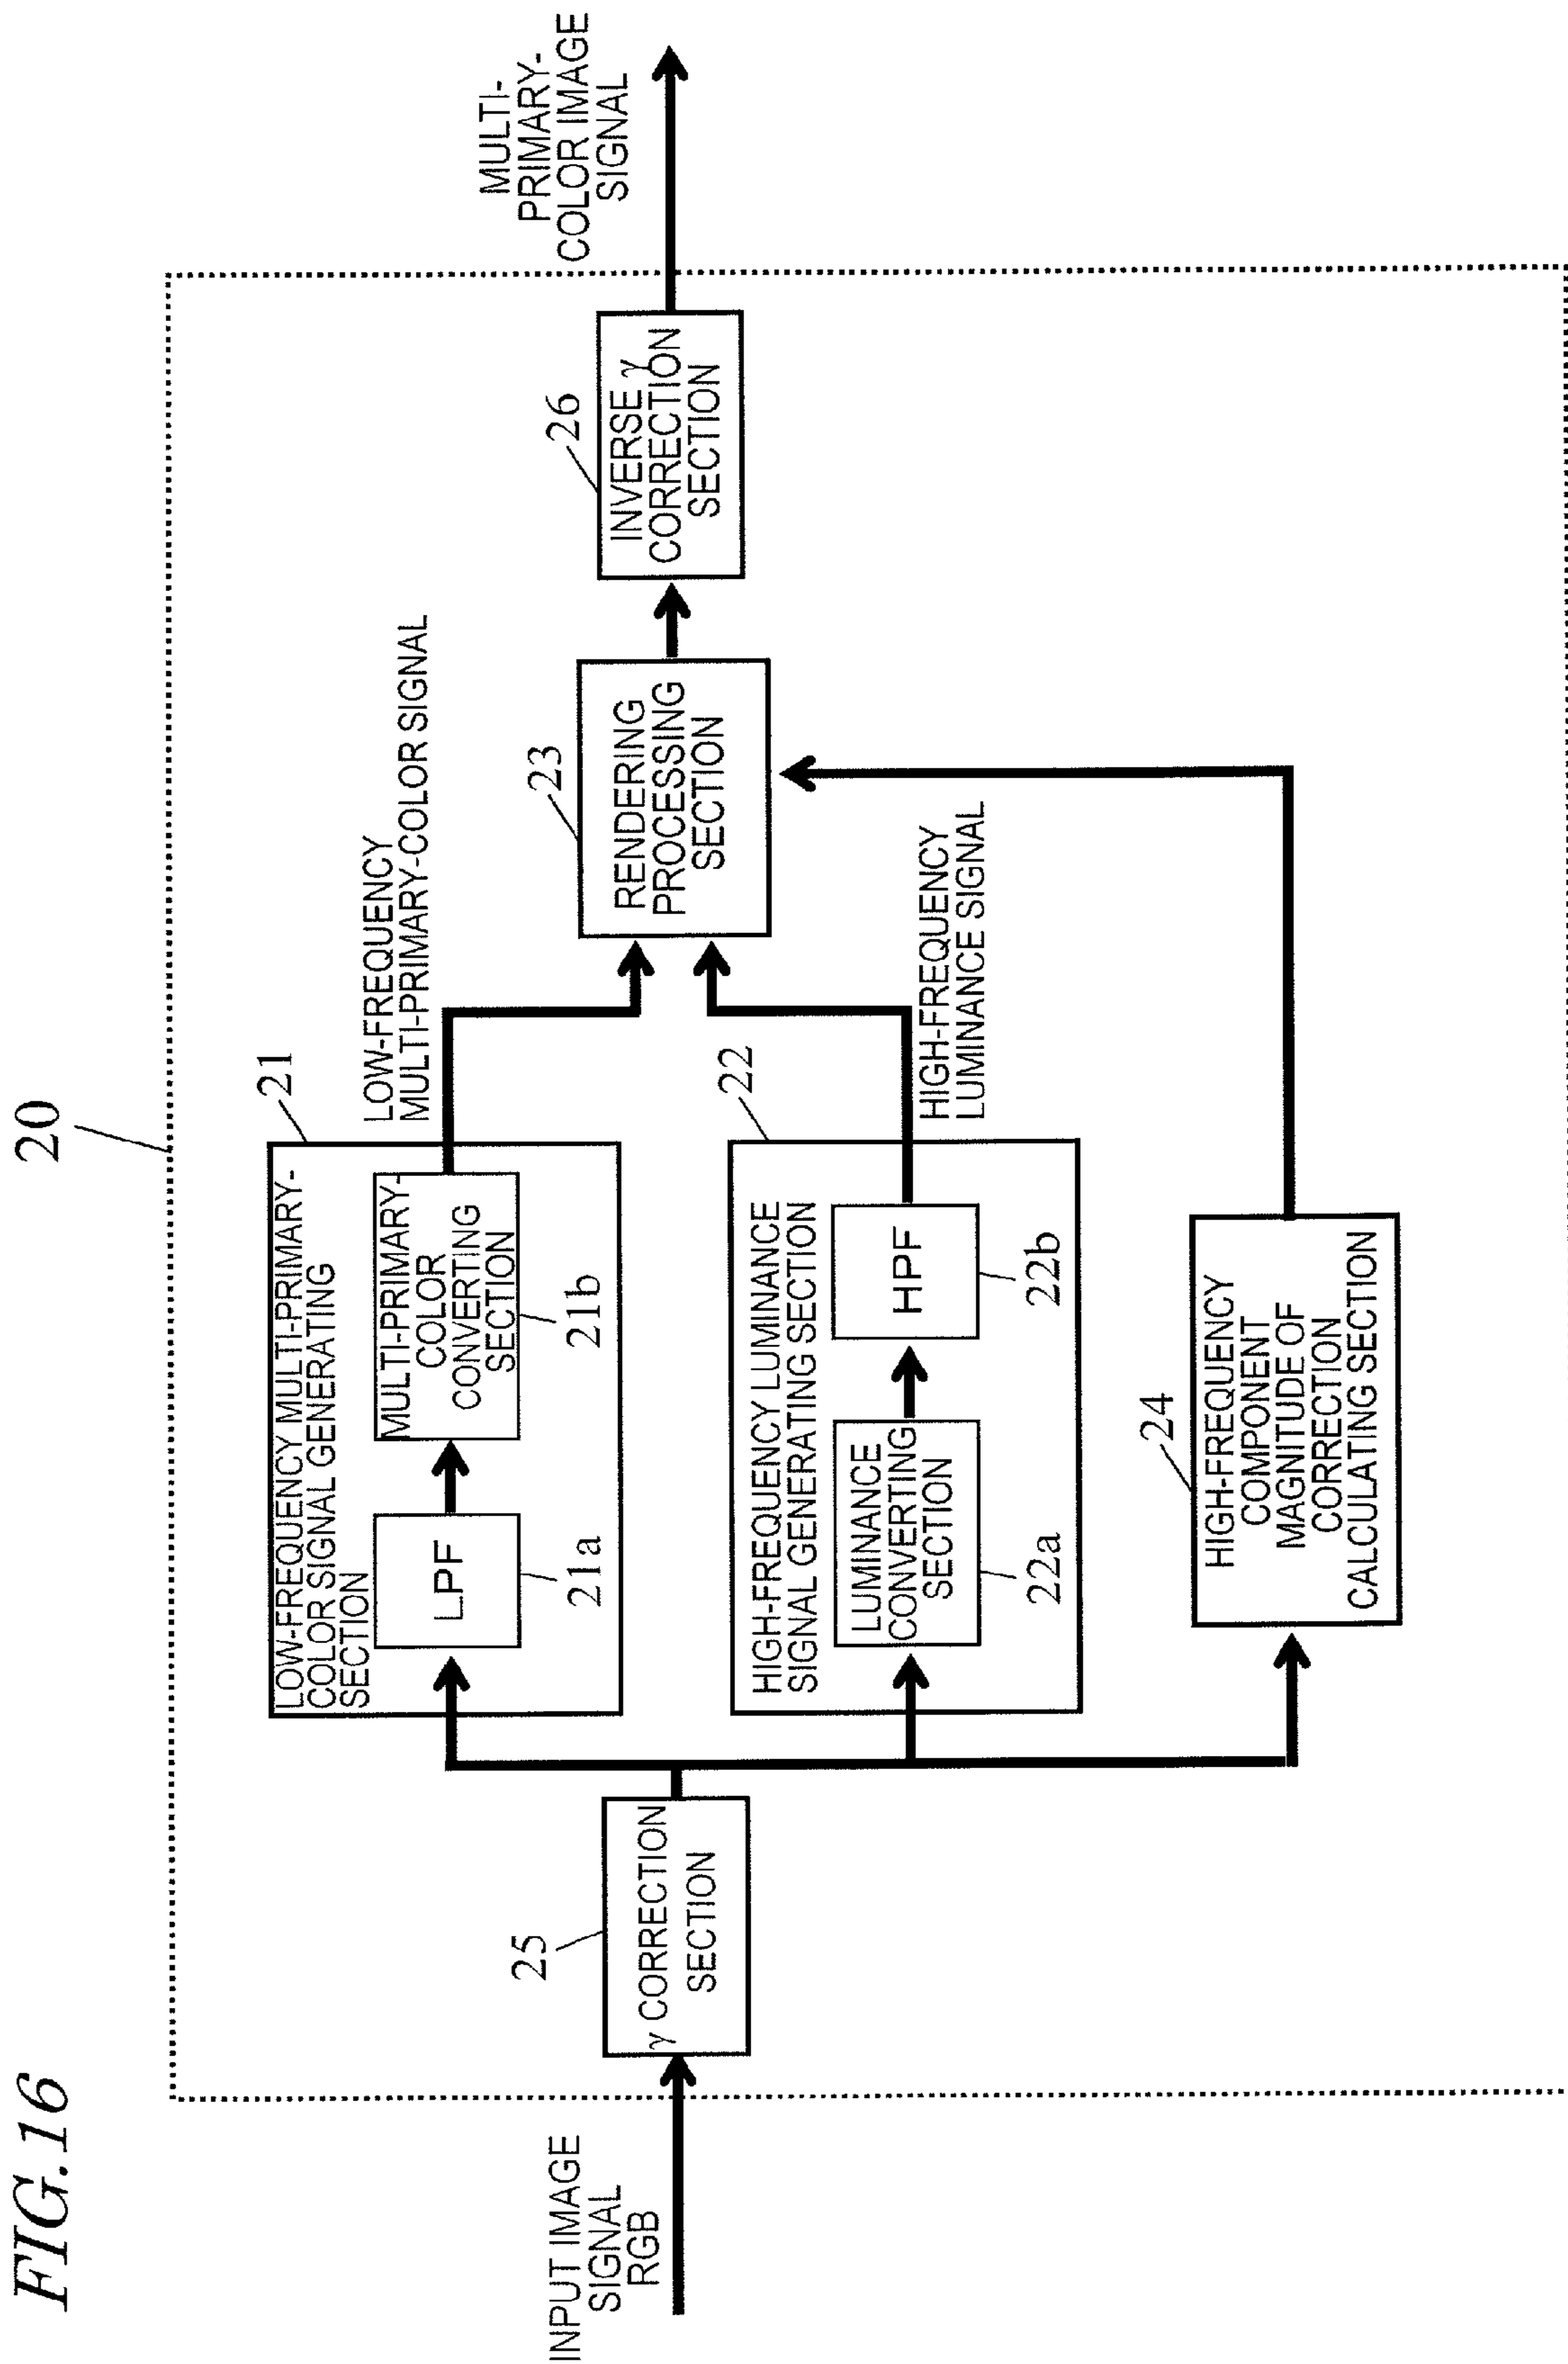 FIG.16
20
INPUT IMAGE
SIGNAL
RGB
25
γ CORRECTION
SECTION
21
LOW-FREQUENCY MULTI-PRIMARY-
COLOR SIGNAL GENERATING
SECTION
LPF
21a
MULTI-PRIMARY-
COLOR
CONVERTING
SECTION
21b
LOW-FREQUENCY
MULTI-PRIMARY-COLOR SIGNAL
22
HIGH-FREQUENCY LUMINANCE
SIGNAL GENERATING SECTION
LUMINANCE
CONVERTING
SECTION
22a
HPF
22b
HIGH-FREQUENCY
LUMINANCE SIGNAL
24
HIGH-FREQUENCY
COMPONENT
MAGNITUDE OF
CORRECTION
CALCULATING SECTION
23
RENDERING
PROCESSING
SECTION
26
INVERSE γ
CORRECTION
SECTION
MULTI-
PRIMARY-
COLOR IMAGE
SIGNAL